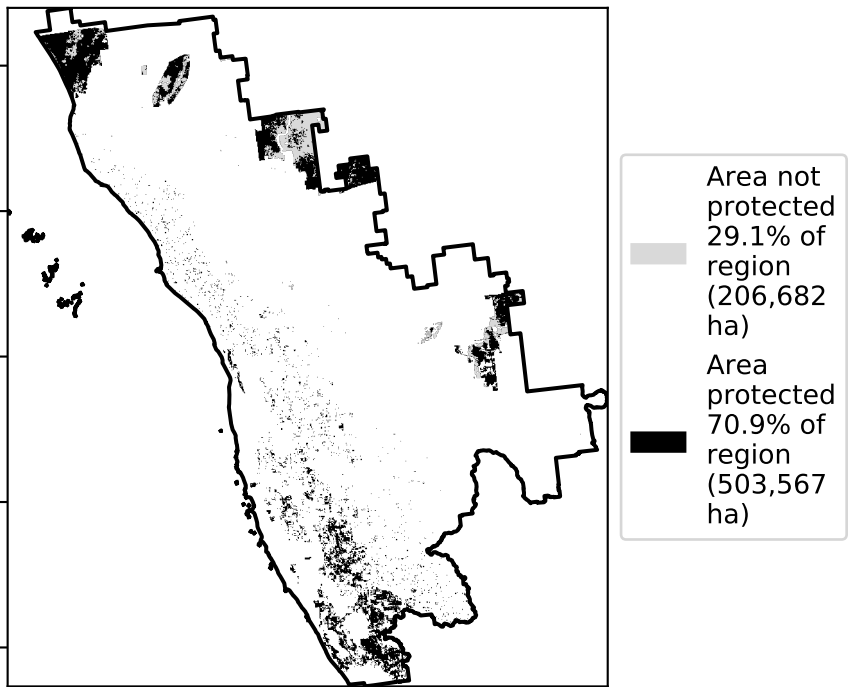 Area not
protected
29.1% of
region
(206,682
ha)
Area
protected
70.9% of
region
(503,567
ha)